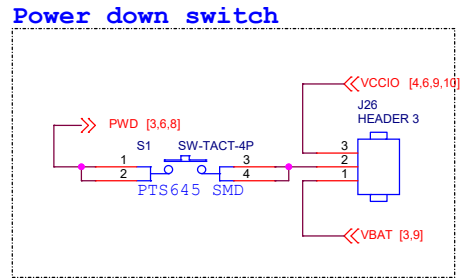 Power down switch
VCCIO [4,6,9,10]
J26
HEADER 3
PWD [3,6,8]
S1 SW-TACT-4P
1 3 3
2 4 2
1
PTS645 SMD
VBAT [3,9]